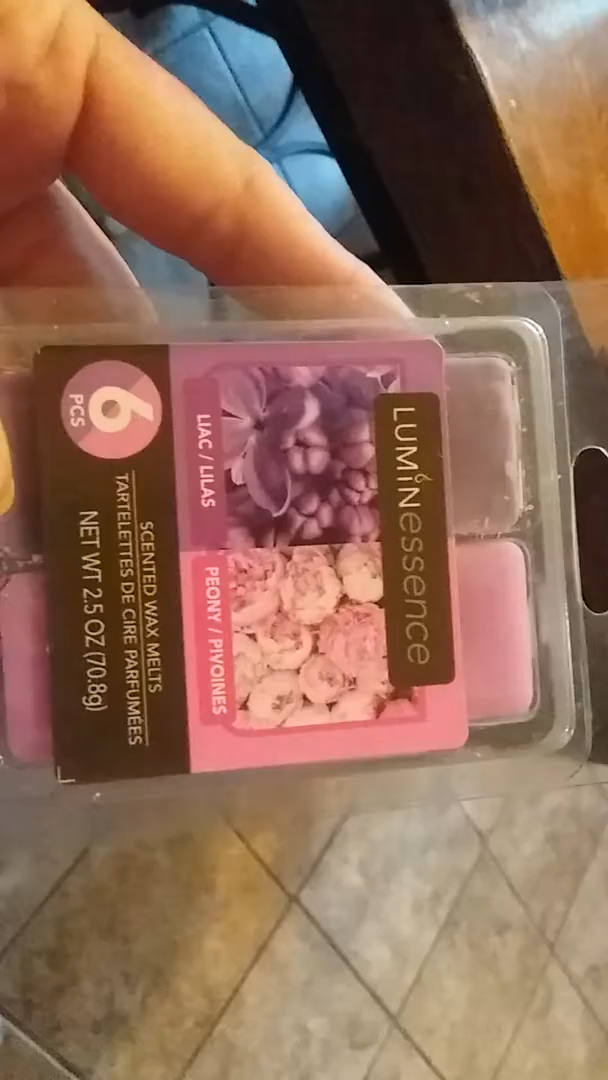 LUMINessence
LIAC / LILAS
PEONY / PIVOINES
6
PCS
SCENTED WAX MELTS
TARTELETTES DE CIRE PARFUMÉES
NET WT 2.5 OZ (70.8g)